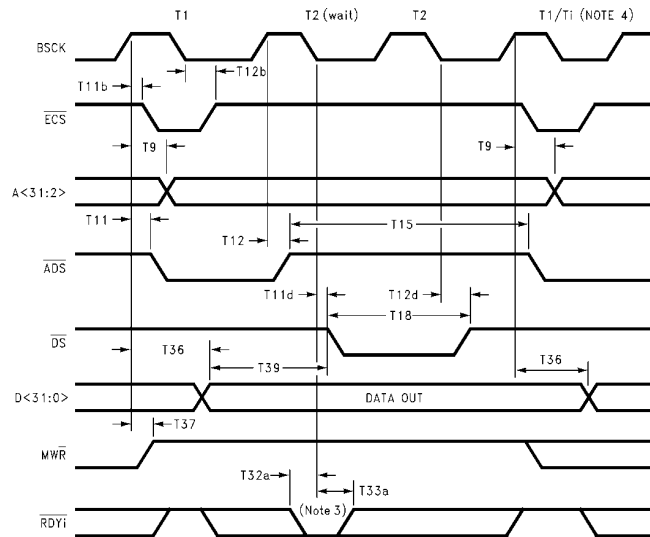 T1 T2 (wait) T2 T1/Ti (NOTE 4)
BSCK
T11b T12b
ECS
T9 T9
A<31:2>
T11 T12 T15
ADS
T11d T12d
T18
DS
T36 T39 T36
D<31:0> DATA OUT
T37
MWR
T32a T33a
(Note 3)
RDYi